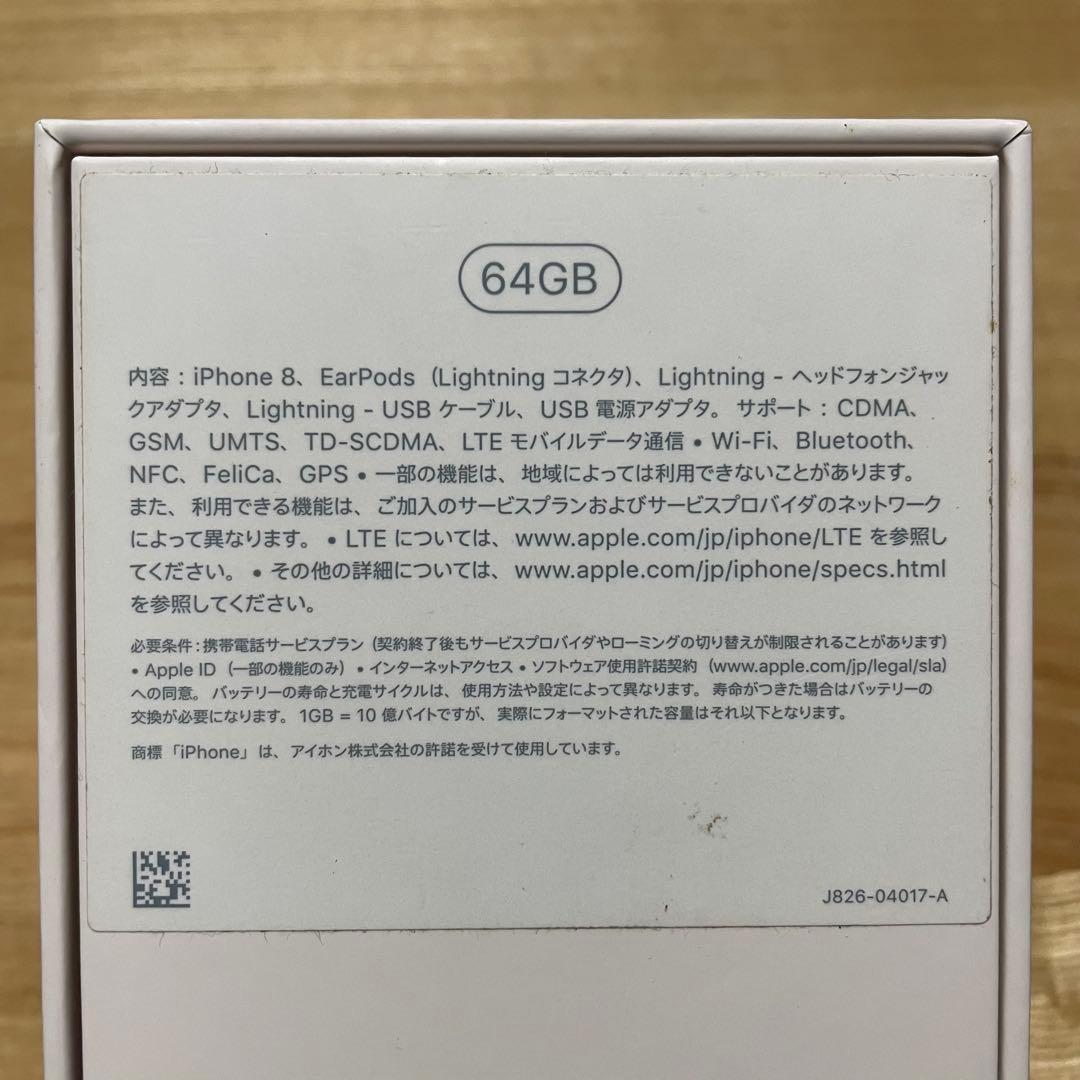 64GB
内容：iPhone 8、EarPods（Lightning コネクタ）、Lightning - ヘッドフォンジャッ
クアダプタ、Lightning - USB ケーブル、USB 電源アダプタ。サポート：CDMA、
GSM、UMTS、TD-SCDMA、LTE モバイルデータ通信 • Wi-Fi、Bluetooth、
NFC、FeliCa、GPS • 一部の機能は、地域によっては利用できないことがあります。
また、利用できる機能は、ご加入のサービスプランおよびサービスプロバイダのネットワーク
によって異なります。• LTE については、www.apple.com/jp/iphone/LTE を参照し
てください。• その他の詳細については、www.apple.com/jp/iphone/specs.html
を参照してください。
必要条件：携帯電話サービスプラン（契約終了後もサービスプロバイダやローミングの切り替えが制限されることがあります）
• Apple ID（一部の機能のみ）• インターネットアクセス • ソフトウェア使用許諾契約（www.apple.com/jp/legal/sla）
への同意。バッテリーの寿命と充電サイクルは、使用方法や設定によって異なります。寿命がつきた場合はバッテリーの
交換が必要になります。1GB = 10 億バイトですが、実際にフォーマットされた容量はそれ以下となります。
商標「iPhone」は、アイホン株式会社の許諾を受けて使用しています。
J826-04017-A